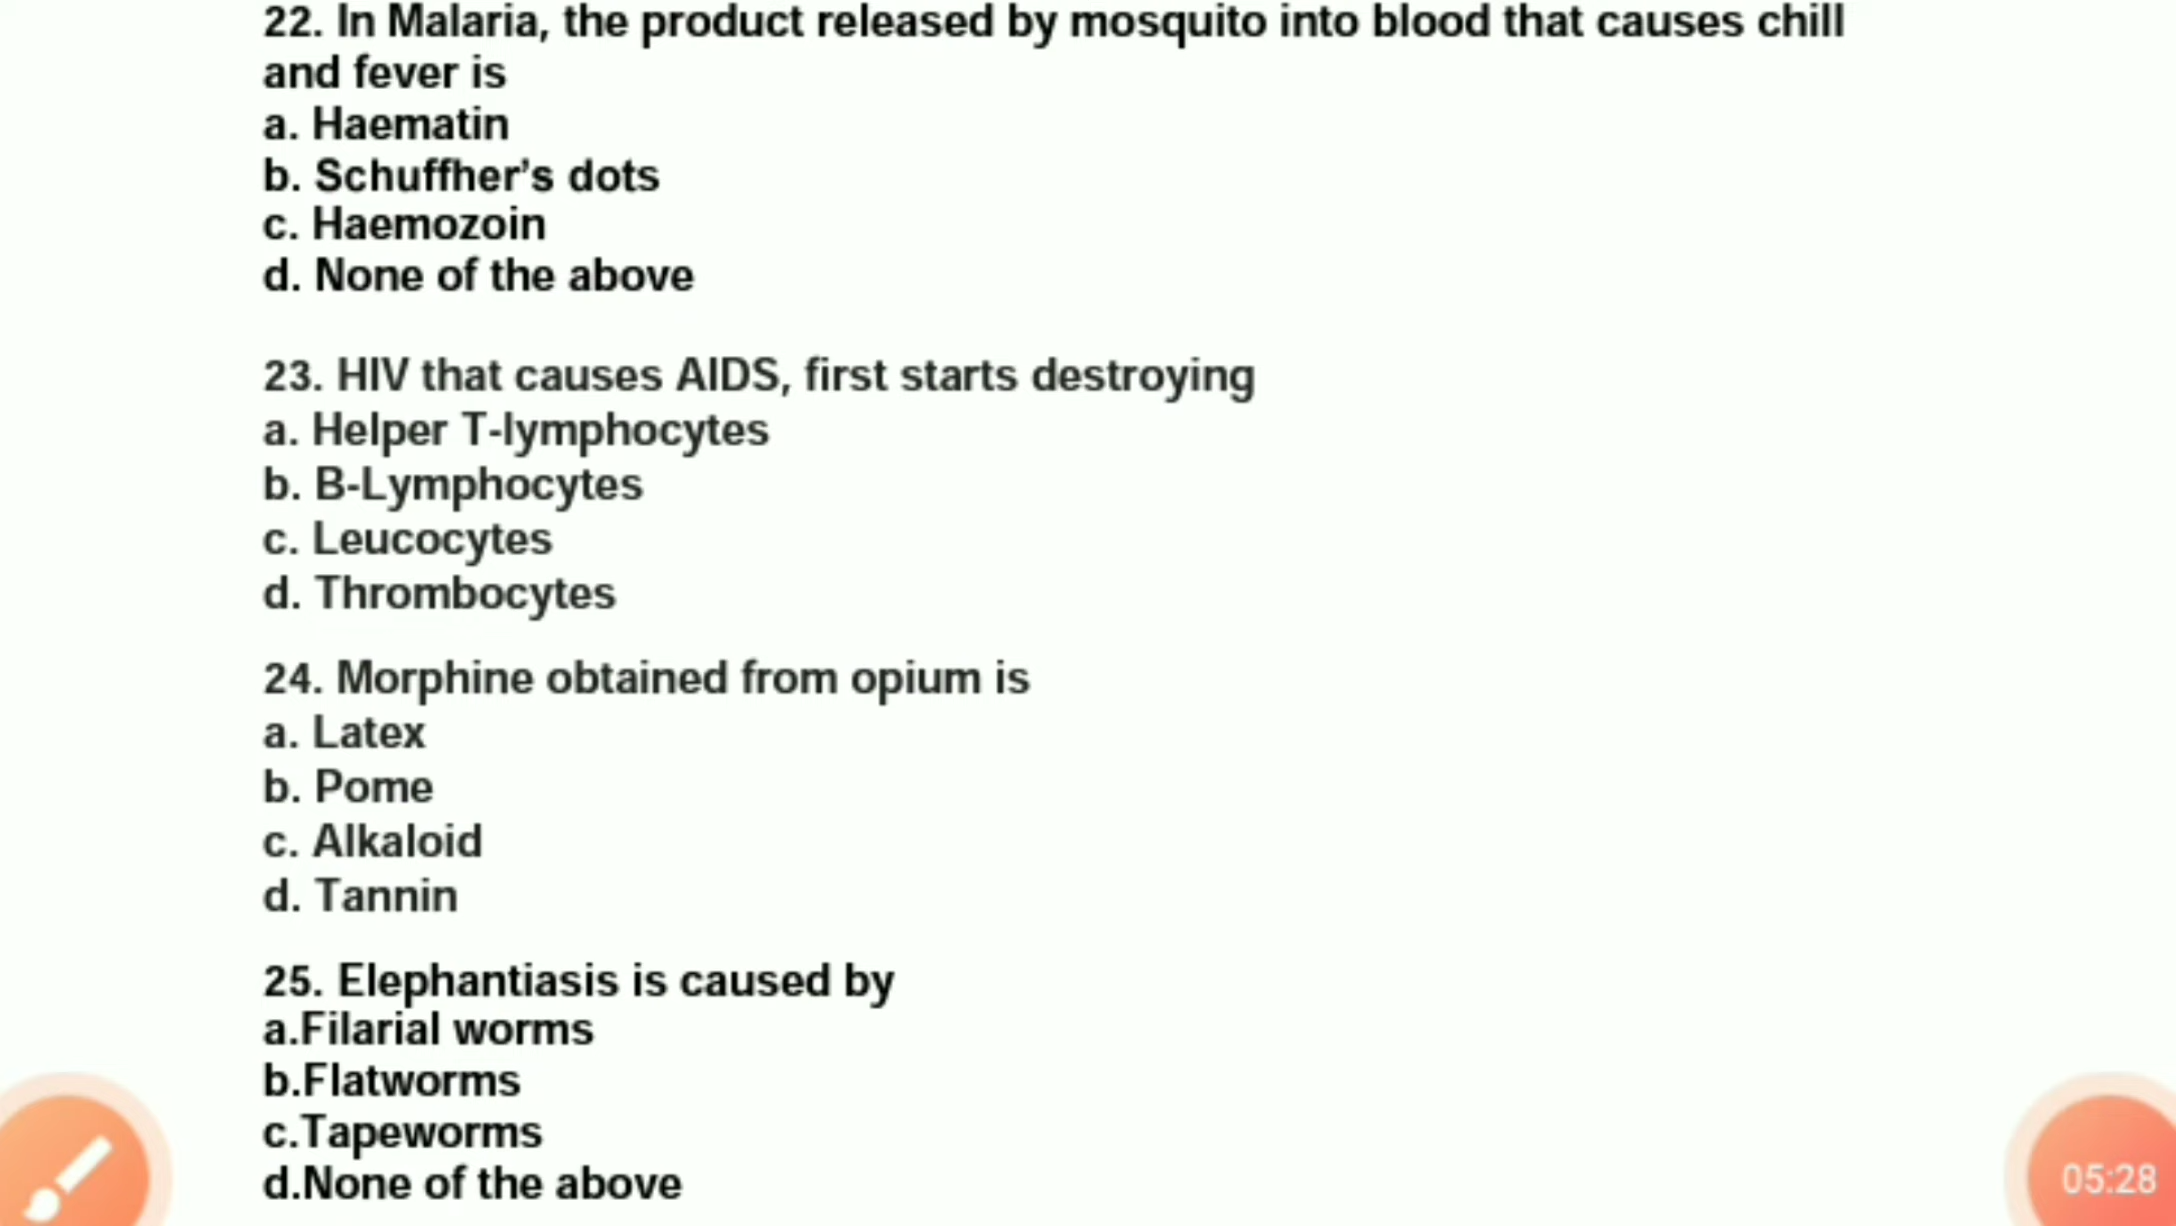 22. In Malaria, the product released by mosquito into blood that causes chill
and fever is
a. Haematin
b. Schuffher's dots
c. Haemozoin
d. None of the above
23. HIV that causes AIDS, first starts destroying
a. Helper T-lymphocytes
b. B-Lymphocytes
c. Leucocytes
d. Thrombocytes
24. Morphine obtained from opium is
a. Latex
b. Pome
c. Alkaloid
d. Tannin
25. Elephantiasis is caused by
a.Filarial worms
b.Flatworms
c.Tapeworms
d.None of the above
05:28